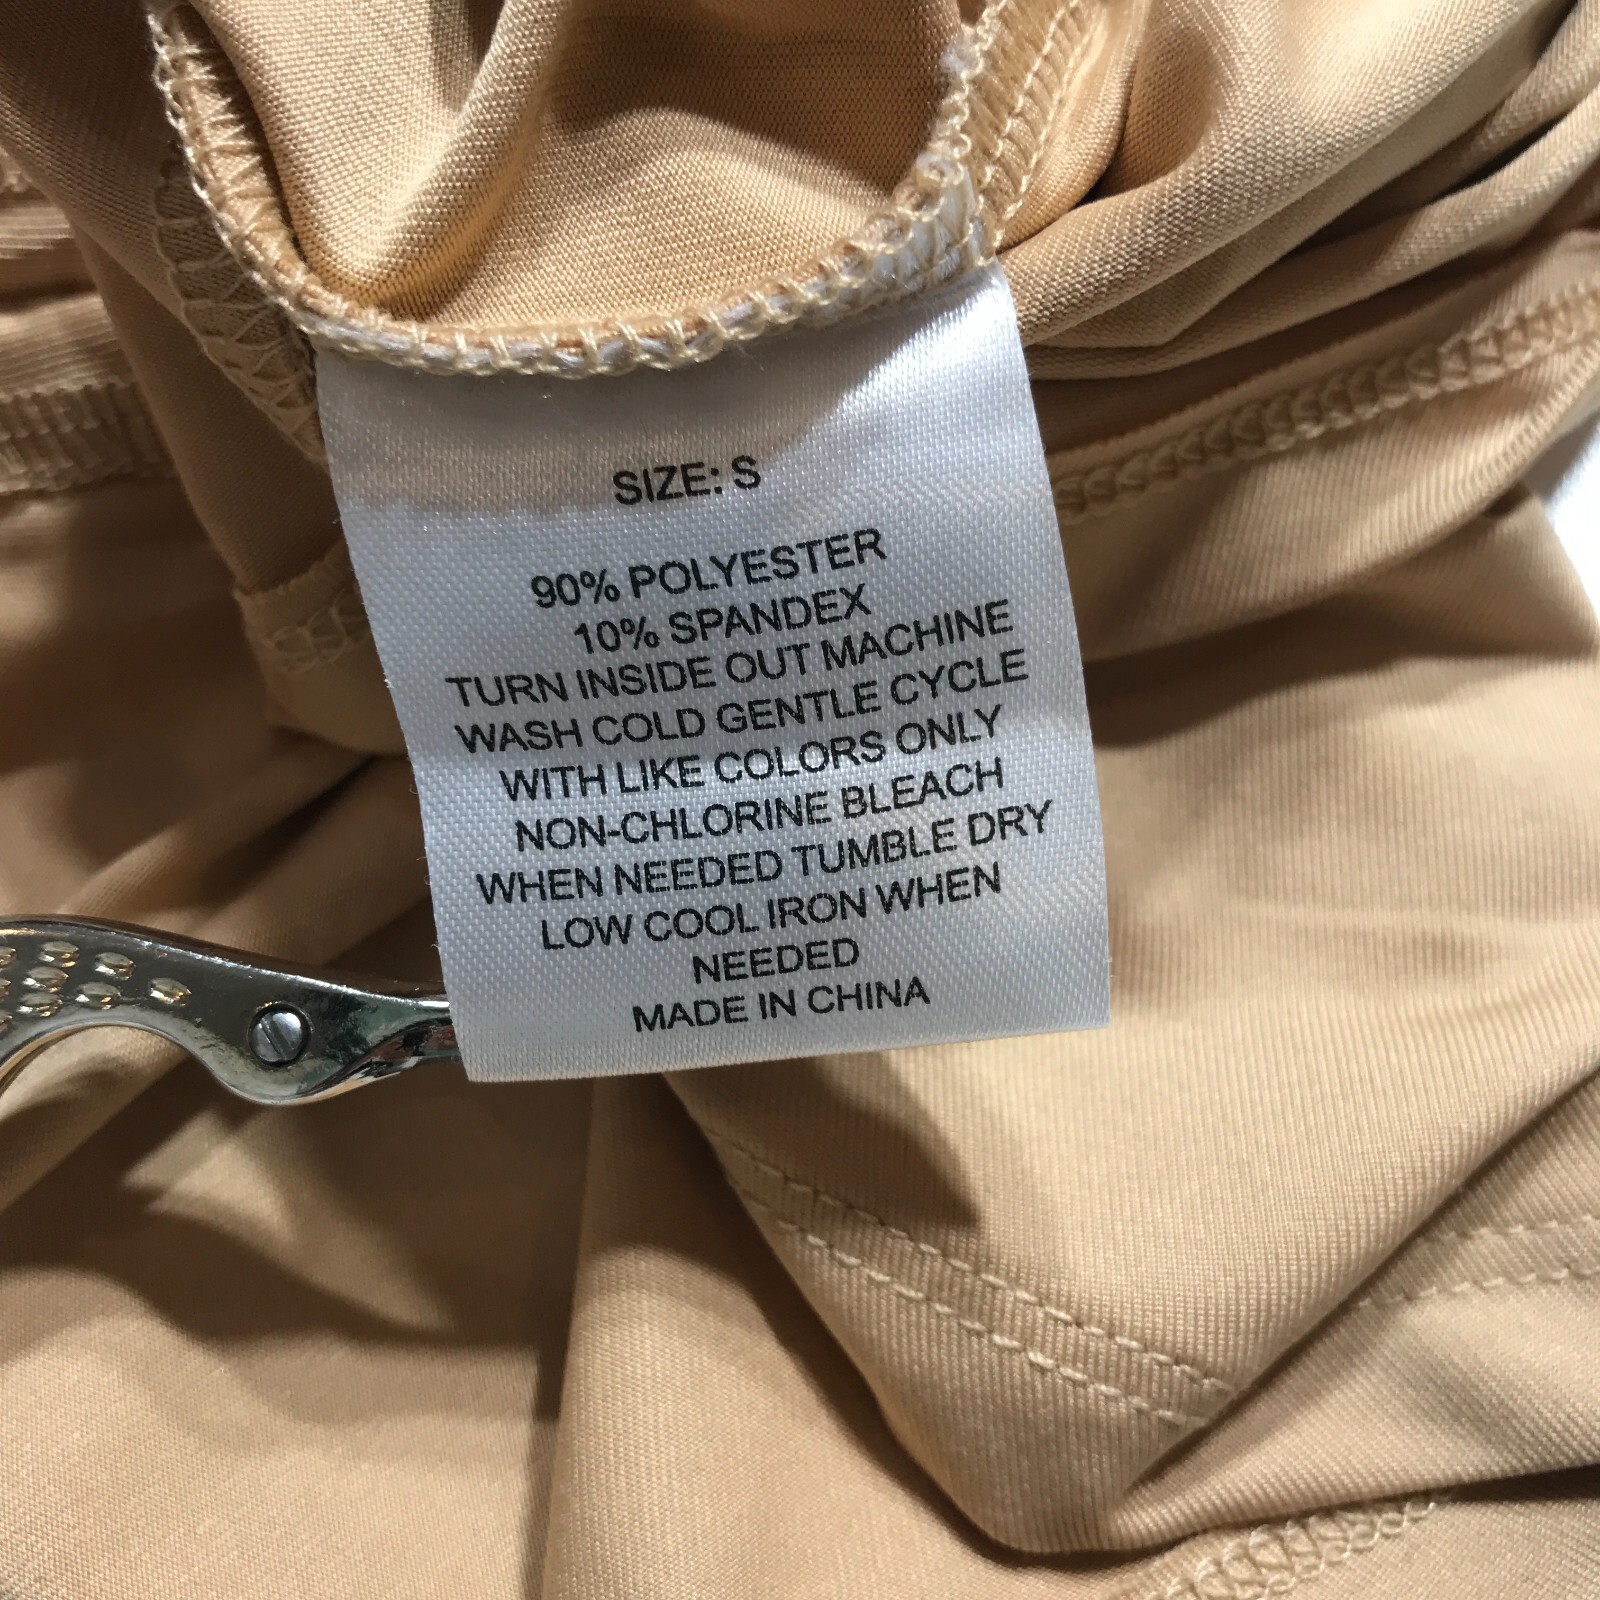 SIZE: S
90% POLYESTER
10% SPANDEX
TURN INSIDE OUT MACHINE
WASH COLD GENTLE CYCLE
WITH LIKE COLORS ONLY
NON-CHLORINE BLEACH
WHEN NEEDED TUMBLE DRY
LOW COOL IRON WHEN
NEEDED
MADE IN CHINA